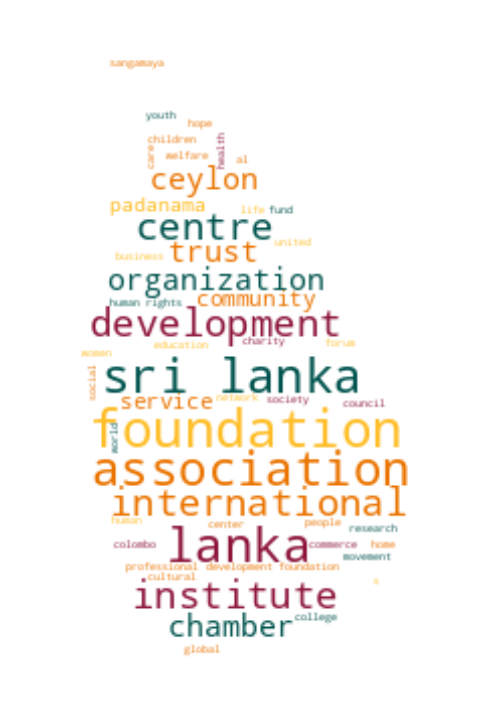 sangamaya
youth
hope
children
health
care
welfare
al
ceylon
padanama
life
fund
centre
united
trust
business
organization
community
human rights
development
charity
education
forum
women
sri lanka
social
service
network
society
council
foundation
world
association
international
human
center
people
research
lanka
colombo
commerce
home
movement
professional
development foundation
cultural
s
institute
chamber
college
global